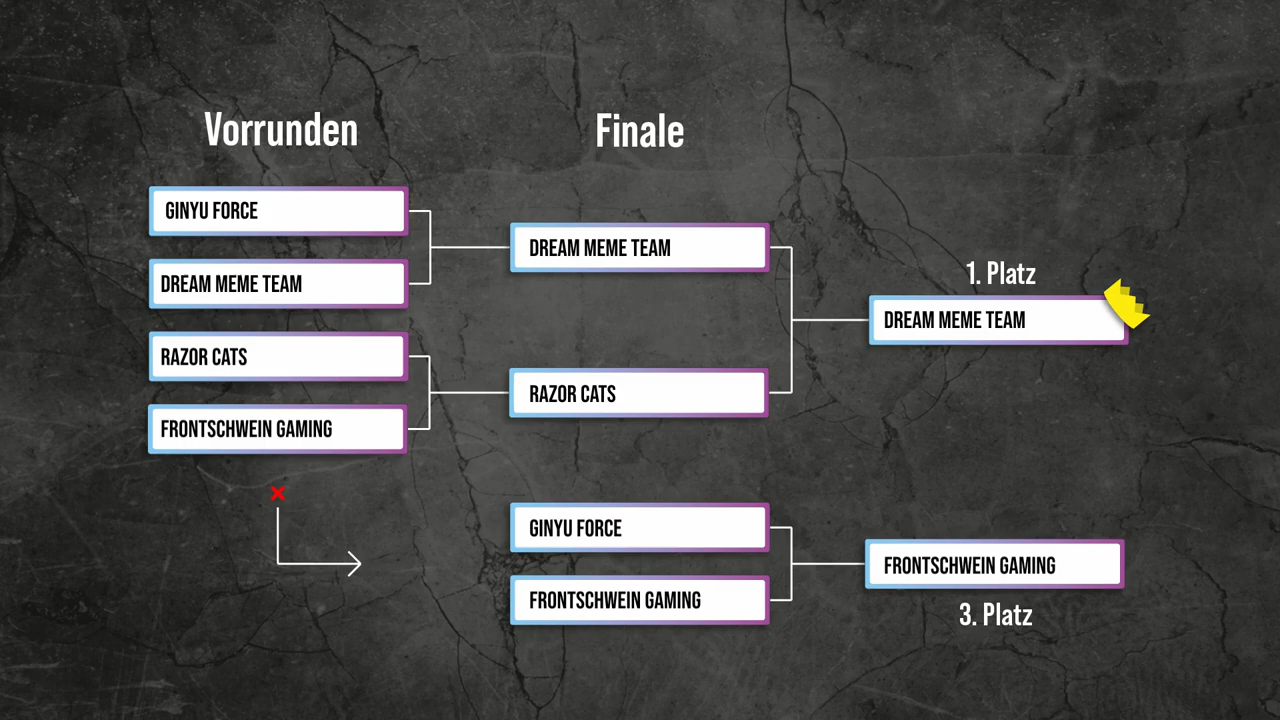 Vorrunden
Finale
GINYU FORCE
DREAM MEME TEAM
RAZOR CATS
FRONTSCHWEIN GAMING
DREAM MEME TEAM
RAZOR CATS
1. Platz
DREAM MEME TEAM
GINYU FORCE
FRONTSCHWEIN GAMING
FRONTSCHWEIN GAMING
3. Platz